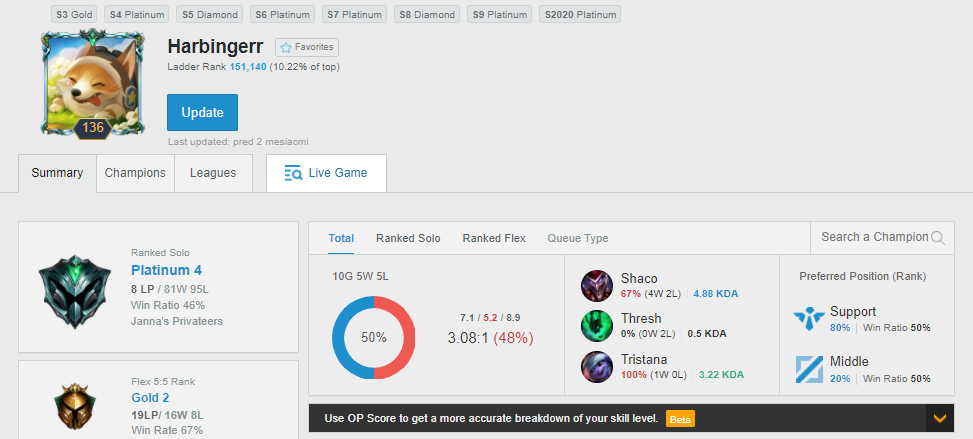 S3 Gold S4 Platinum S5 Diamond S6 Platinum S7 Platinum S8 Diamond S9 Platinum S2020 Platinum
Harbingerr Favorites
Ladder Rank 151,140 (10.22% of top)
136
Update
Last updated: pred 2 mesiacmi
Summary Champions Leagues Live Game
Ranked Solo
Platinum 4
8 LP / 81W 95L
Win Ratio 46%
Janna's Privateers
Flex 5:5 Rank
Gold 2
19LP/ 16W 8L
Win Rate 67%
Total Ranked Solo Ranked Flex Queue Type Search a Champion
10G 5W 5L
50%
7.1 / 5.2 / 8.9
3.08:1 (48%)
Shaco
67% (4W 2L) 4.88 KDA
Thresh
0% (0W 2L) 0.5 KDA
Tristana
100% (1W 0L) 3.22 KDA
Preferred Position (Rank)
Support
80% Win Ratio 50%
Middle
20% Win Ratio 50%
Use OP Score to get a more accurate breakdown of your skill level. Beta